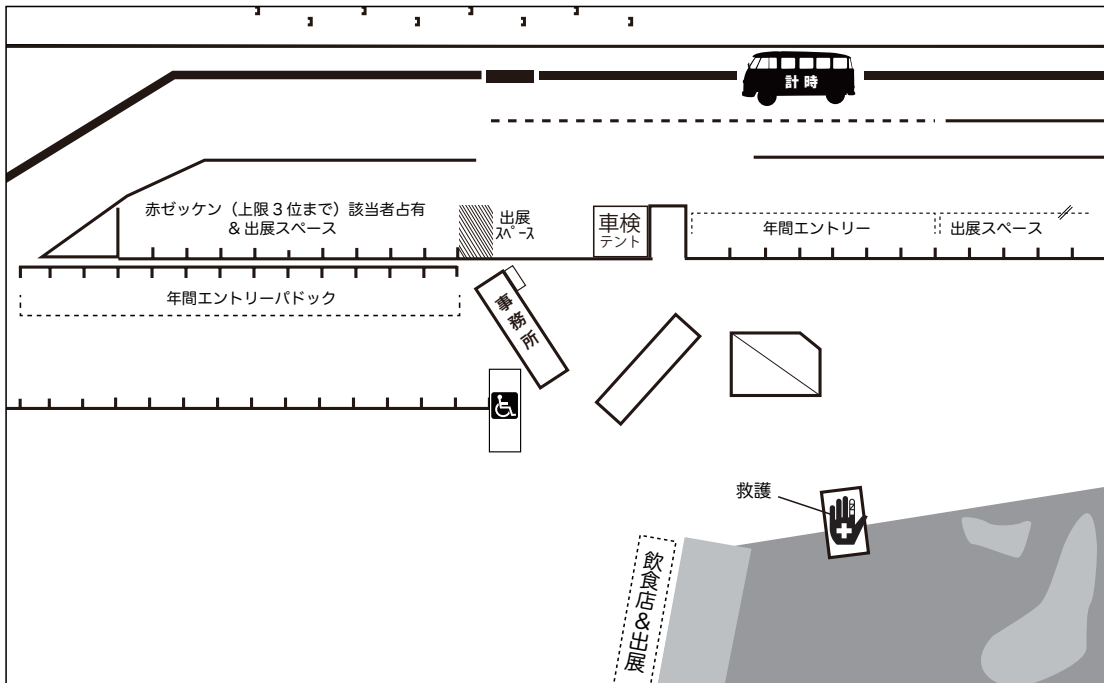 計時
赤ゼッケン（上限３位まで）該当者占有
＆出展スペース
出展
スペース
車検
テント
年間エントリー
出展スペース
年間エントリーパドック
事務所
救護
飲食店＆出展